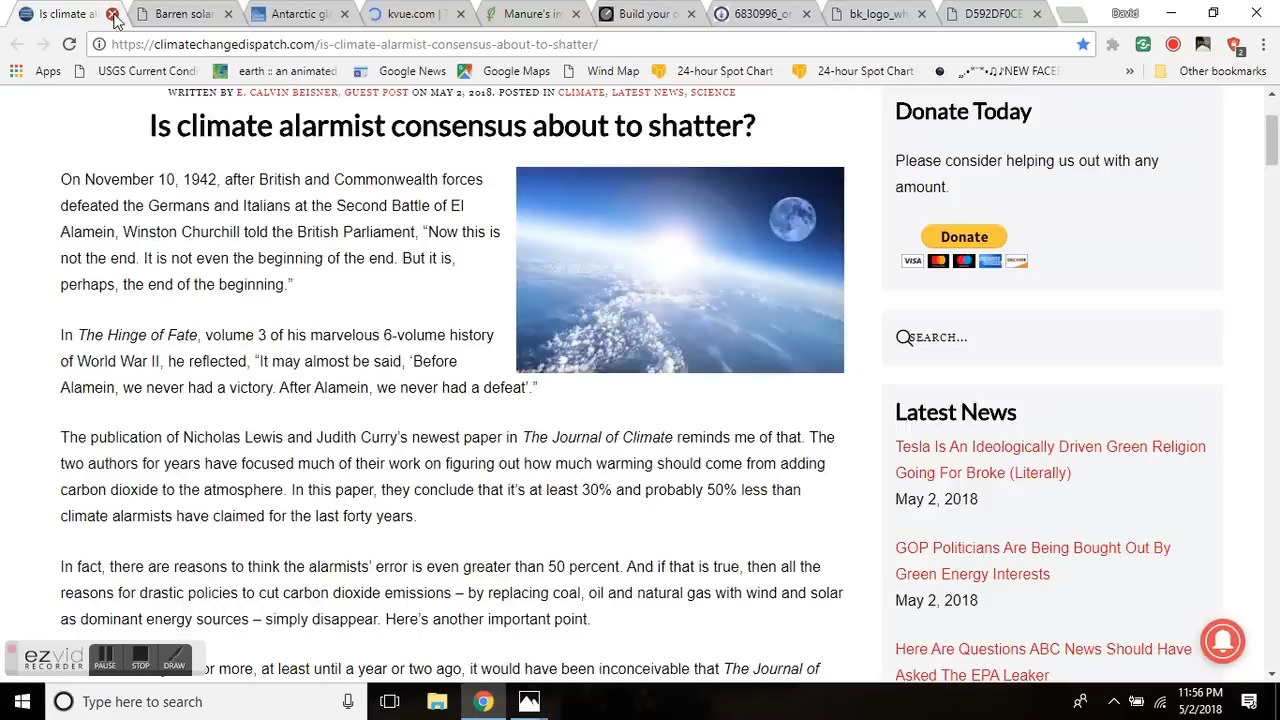 Is climate al
Barren solar
Antarctic gl
kvue.com | T
Manure's im
Build your o
6830996_or
bk_logo_wh
D592DF0CE
David
https://climatechangedispatch.com/is-climate-alarmist-consensus-about-to-shatter/
2
Apps
USGS Current Condi
earth :: an animated
Google News
Google Maps
Wind Map
24-hour Spot Chart
24-hour Spot Chart
„.•*¨*•♫♪NEW FACE
»
Other bookmarks
WRITTEN BY E. CALVIN BEISNER, GUEST POST ON MAY 2, 2018. POSTED IN CLIMATE, LATEST NEWS, SCIENCE
Is climate alarmist consensus about to shatter?
On November 10, 1942, after British and Commonwealth forces
defeated the Germans and Italians at the Second Battle of El
Alamein, Winston Churchill told the British Parliament, “Now this is
not the end. It is not even the beginning of the end. But it is,
perhaps, the end of the beginning.”
In The Hinge of Fate, volume 3 of his marvelous 6-volume history
of World War II, he reflected, “It may almost be said, ‘Before
Alamein, we never had a victory. After Alamein, we never had a defeat’.”
The publication of Nicholas Lewis and Judith Curry’s newest paper in The Journal of Climate reminds me of that. The
two authors for years have focused much of their work on figuring out how much warming should come from adding
carbon dioxide to the atmosphere. In this paper, they conclude that it’s at least 30% and probably 50% less than
climate alarmists have claimed for the last forty years.
In fact, there are reasons to think the alarmists’ error is even greater than 50 percent. And if that is true, then all the
reasons for drastic policies to cut carbon dioxide emissions – by replacing coal, oil and natural gas with wind and solar
as dominant energy sources – simply disappear. Here’s another important point.
or more, at least until a year or two ago, it would have been inconceivable that The Journal of
Donate Today
Please consider helping us out with any
amount.
Donate
VISA
DISCOVER
SEARCH...
Latest News
Tesla Is An Ideologically Driven Green Religion
Going For Broke (Literally)
May 2, 2018
GOP Politicians Are Being Bought Out By
Green Energy Interests
May 2, 2018
Here Are Questions ABC News Should Have
Asked The EPA Leaker
ezvid
RECORDER
PAUSE
STOP
DRAW
Type here to search
11:56 PM
5/2/2018